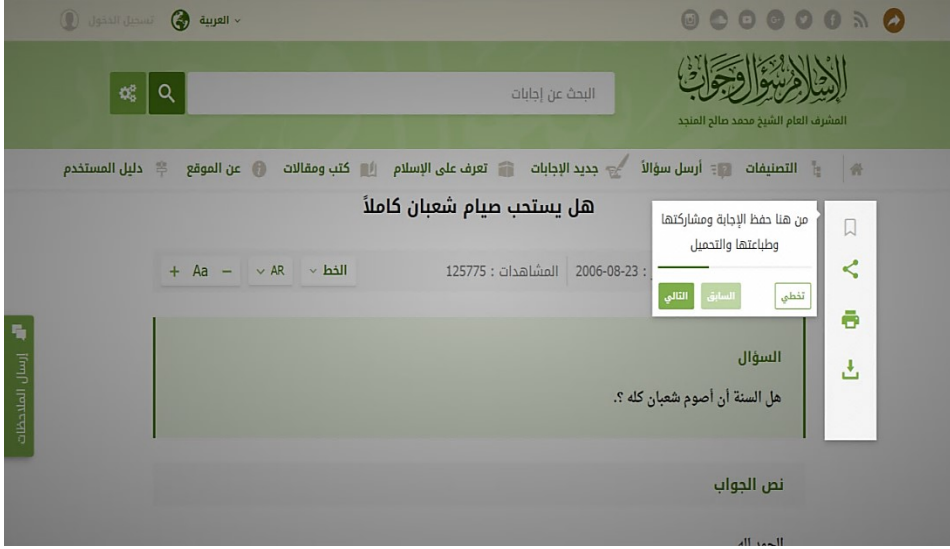 العربية
تسجيل الدخول
الإسلام سؤال وجواب
المشرف العام الشيخ محمد صالح المنجد
البحث عن إجابات
التصنيفات
أرسل سؤالاً
جديد الإجابات
تعرف على الإسلام
كتب ومقالات
عن الموقع
دليل المستخدم
هل يستحب صيام شعبان كاملاً
من هنا حفظ الإجابة ومشاركتها
وطباعتها والتحميل
تخطي
السابق
التالي
: 2006-08-23
المشاهدات : 125775
الخط
AR
− Aa +
إرسال الملاحظات
السؤال
هل السنة أن أصوم شعبان كله ؟.
نص الجواب
الحمد لله